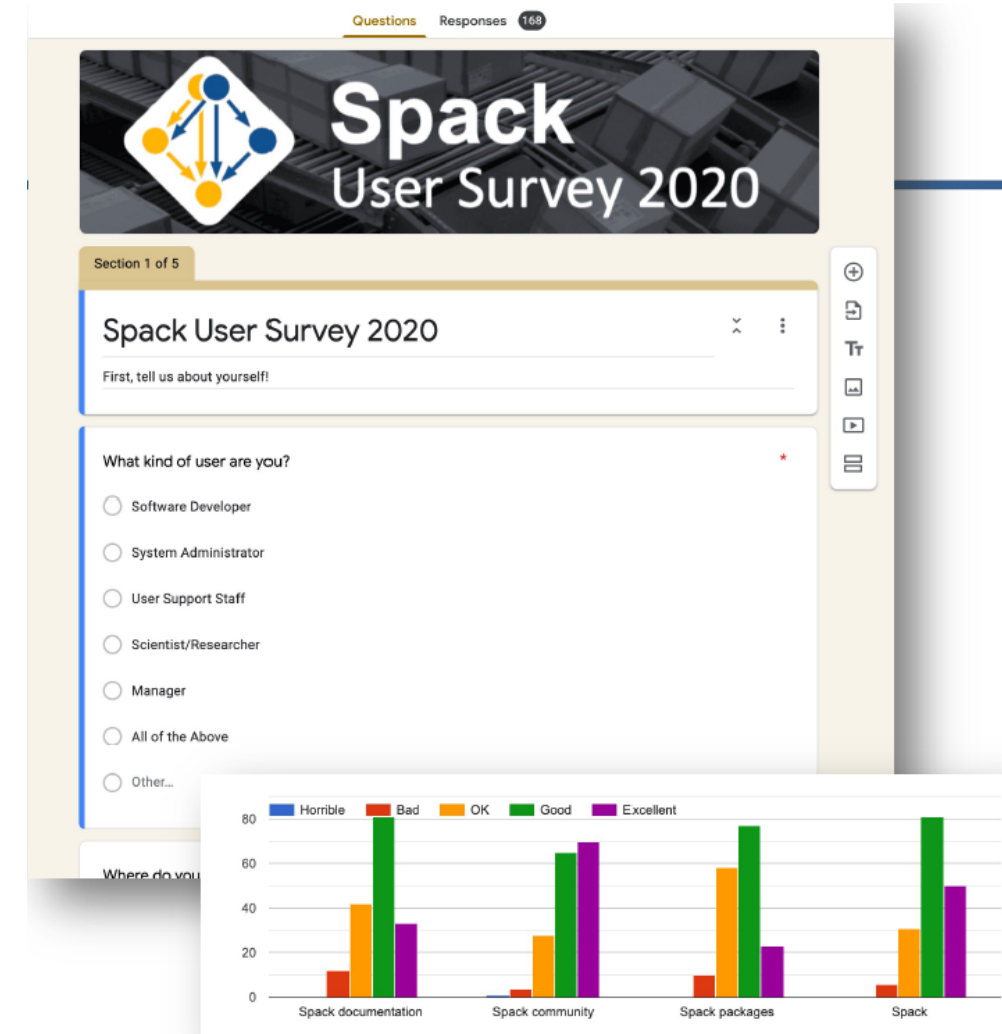 Questions Responses 168
Spack
User Survey 2020
Section 1 of 5
Spack User Survey 2020
First, tell us about yourself!
What kind of user are you?
*
Software Developer
System Administrator
User Support Staff
Scientist/Researcher
Manager
All of the Above
Other...
Where do you
Horrible Bad OK Good Excellent
80
60
40
20
0
Spack documentation Spack community Spack packages Spack